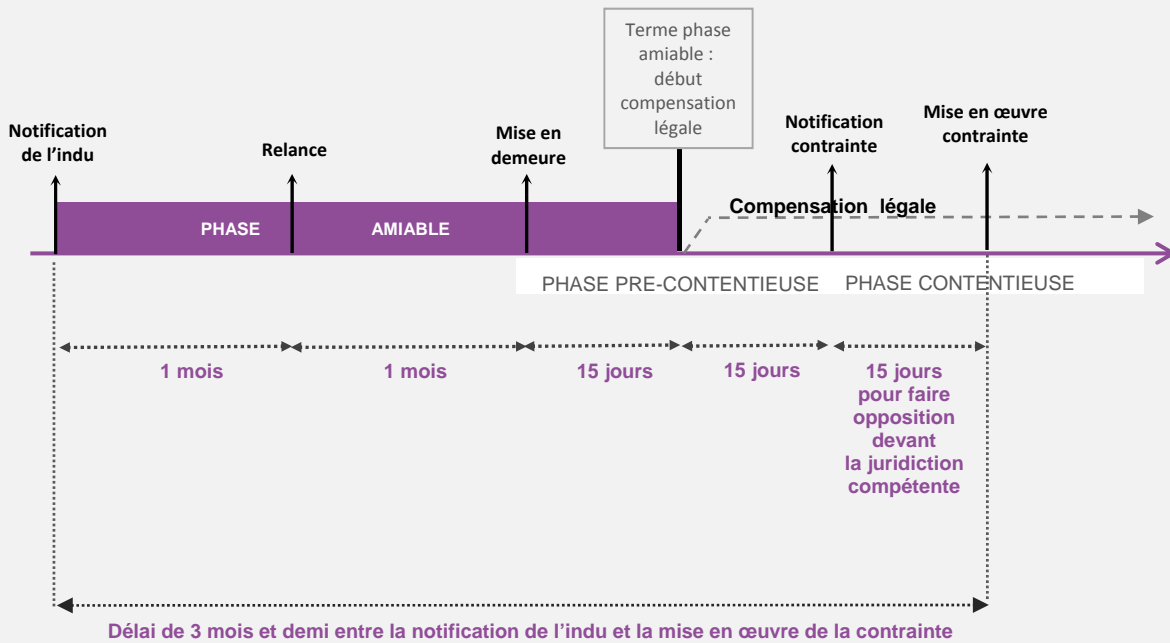 Terme phase
amiable :
début
compensation
légale
Notification
de l'indu
Relance
Mise en
demeure
Notification
contrainte
Mise en œuvre
contrainte
Compensation légale
PHASE AMIABLE
PHASE PRE-CONTENTIEUSE
PHASE CONTENTIEUSE
1 mois
1 mois
15 jours
15 jours
15 jours
pour faire
opposition
devant
la juridiction
compétente
Délai de 3 mois et demi entre la notification de l'indu et la mise en œuvre de la contrainte